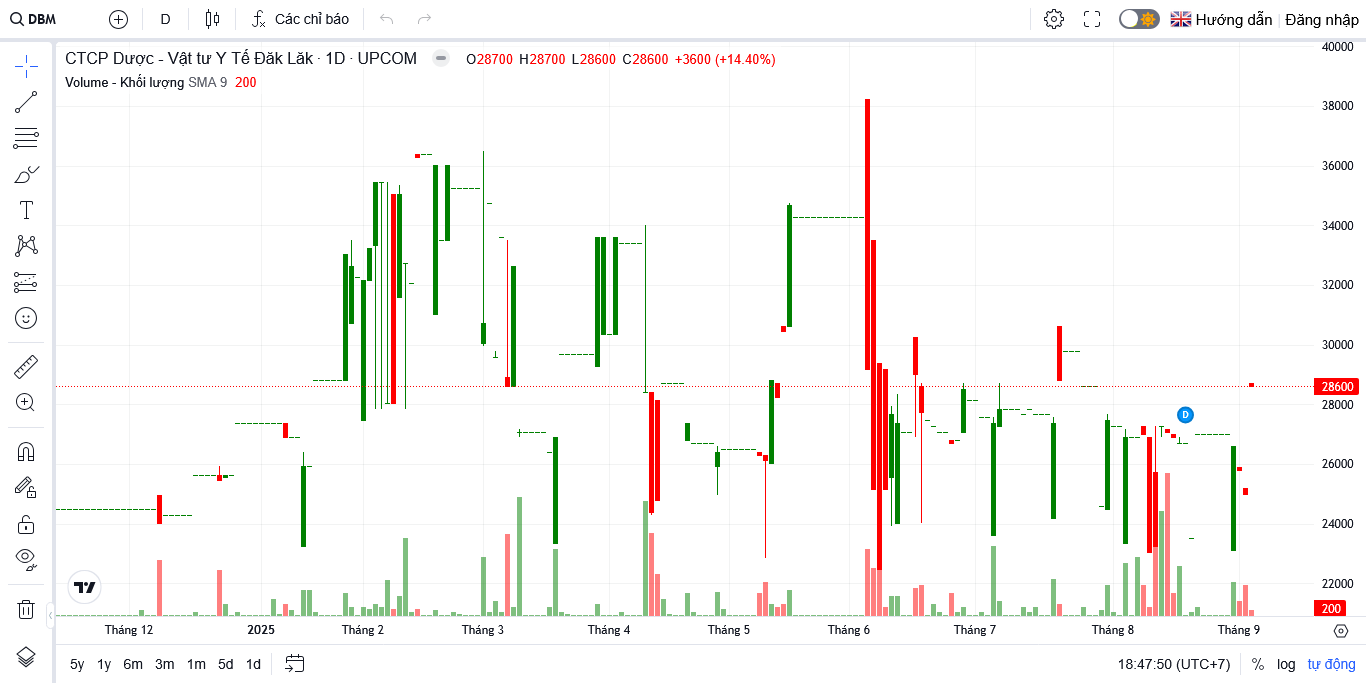 DBM D Các chỉ báo Hướng dẫn Đăng nhập
CTCP Dược - Vật tư Y Tế Đăk Lăk · 1D · UPCOM O28700 H28700 L28600 C28600 +3600 (+14.40%)
Volume - Khối lượng SMA 9 200
40000
38000
36000
34000
32000
30000
28600
28000
D
26000
24000
22000
200
Tháng 12 2025 Tháng 2 Tháng 3 Tháng 4 Tháng 5 Tháng 6 Tháng 7 Tháng 8 Tháng 9
5y 1y 6m 3m 1m 5d 1d 18:47:50 (UTC+7) % log tự động